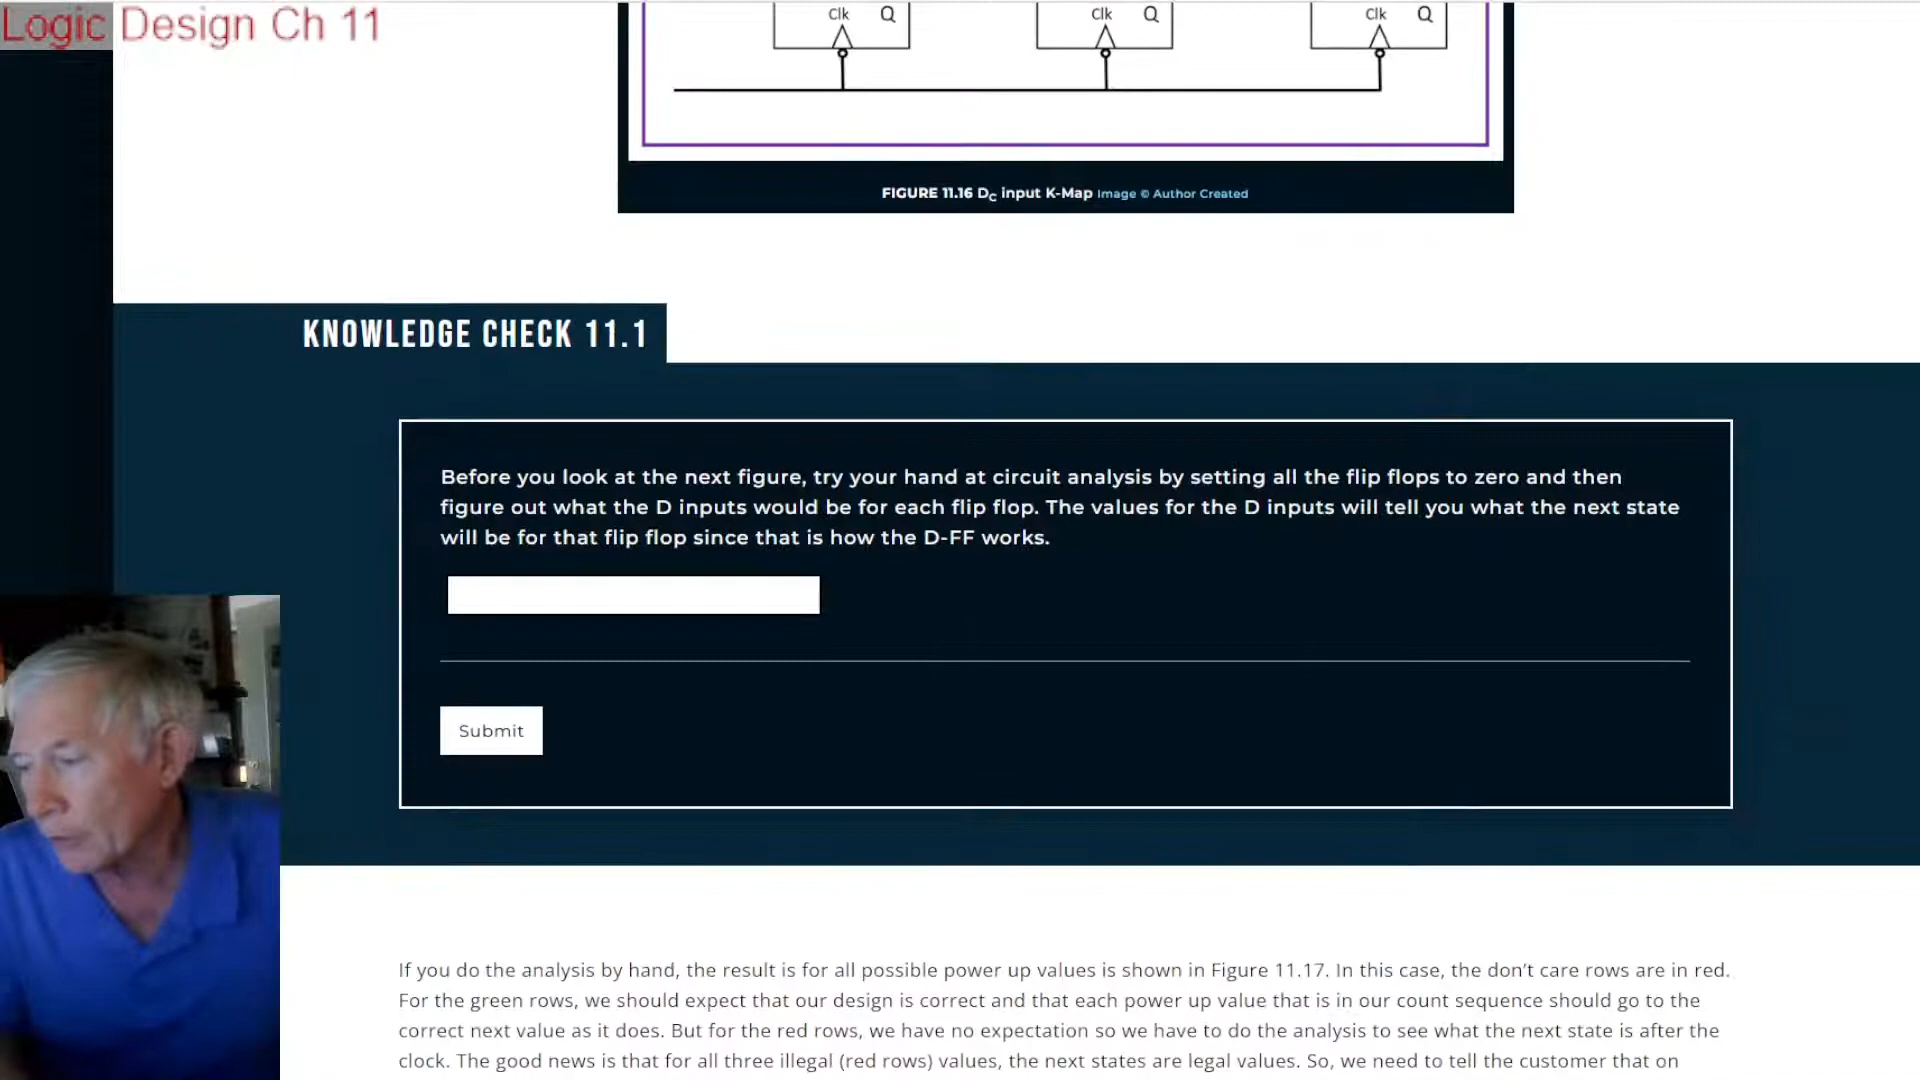 Logic Design Ch 11
Clk Q Clk Q Clk Q
FIGURE 11.16 DC input K-Map Image © Author Created
KNOWLEDGE CHECK 11.1
Before you look at the next figure, try your hand at circuit analysis by setting all the flip flops to zero and then
figure out what the D inputs would be for each flip flop. The values for the D inputs will tell you what the next state
will be for that flip flop since that is how the D-FF works.
Submit
If you do the analysis by hand, the result is for all possible power up values is shown in Figure 11.17. In this case, the don’t care rows are in red.
For the green rows, we should expect that our design is correct and that each power up value that is in our count sequence should go to the
correct next value as it does. But for the red rows, we have no expectation so we have to do the analysis to see what the next state is after the
clock. The good news is that for all three illegal (red rows) values, the next states are legal values. So, we need to tell the customer that on